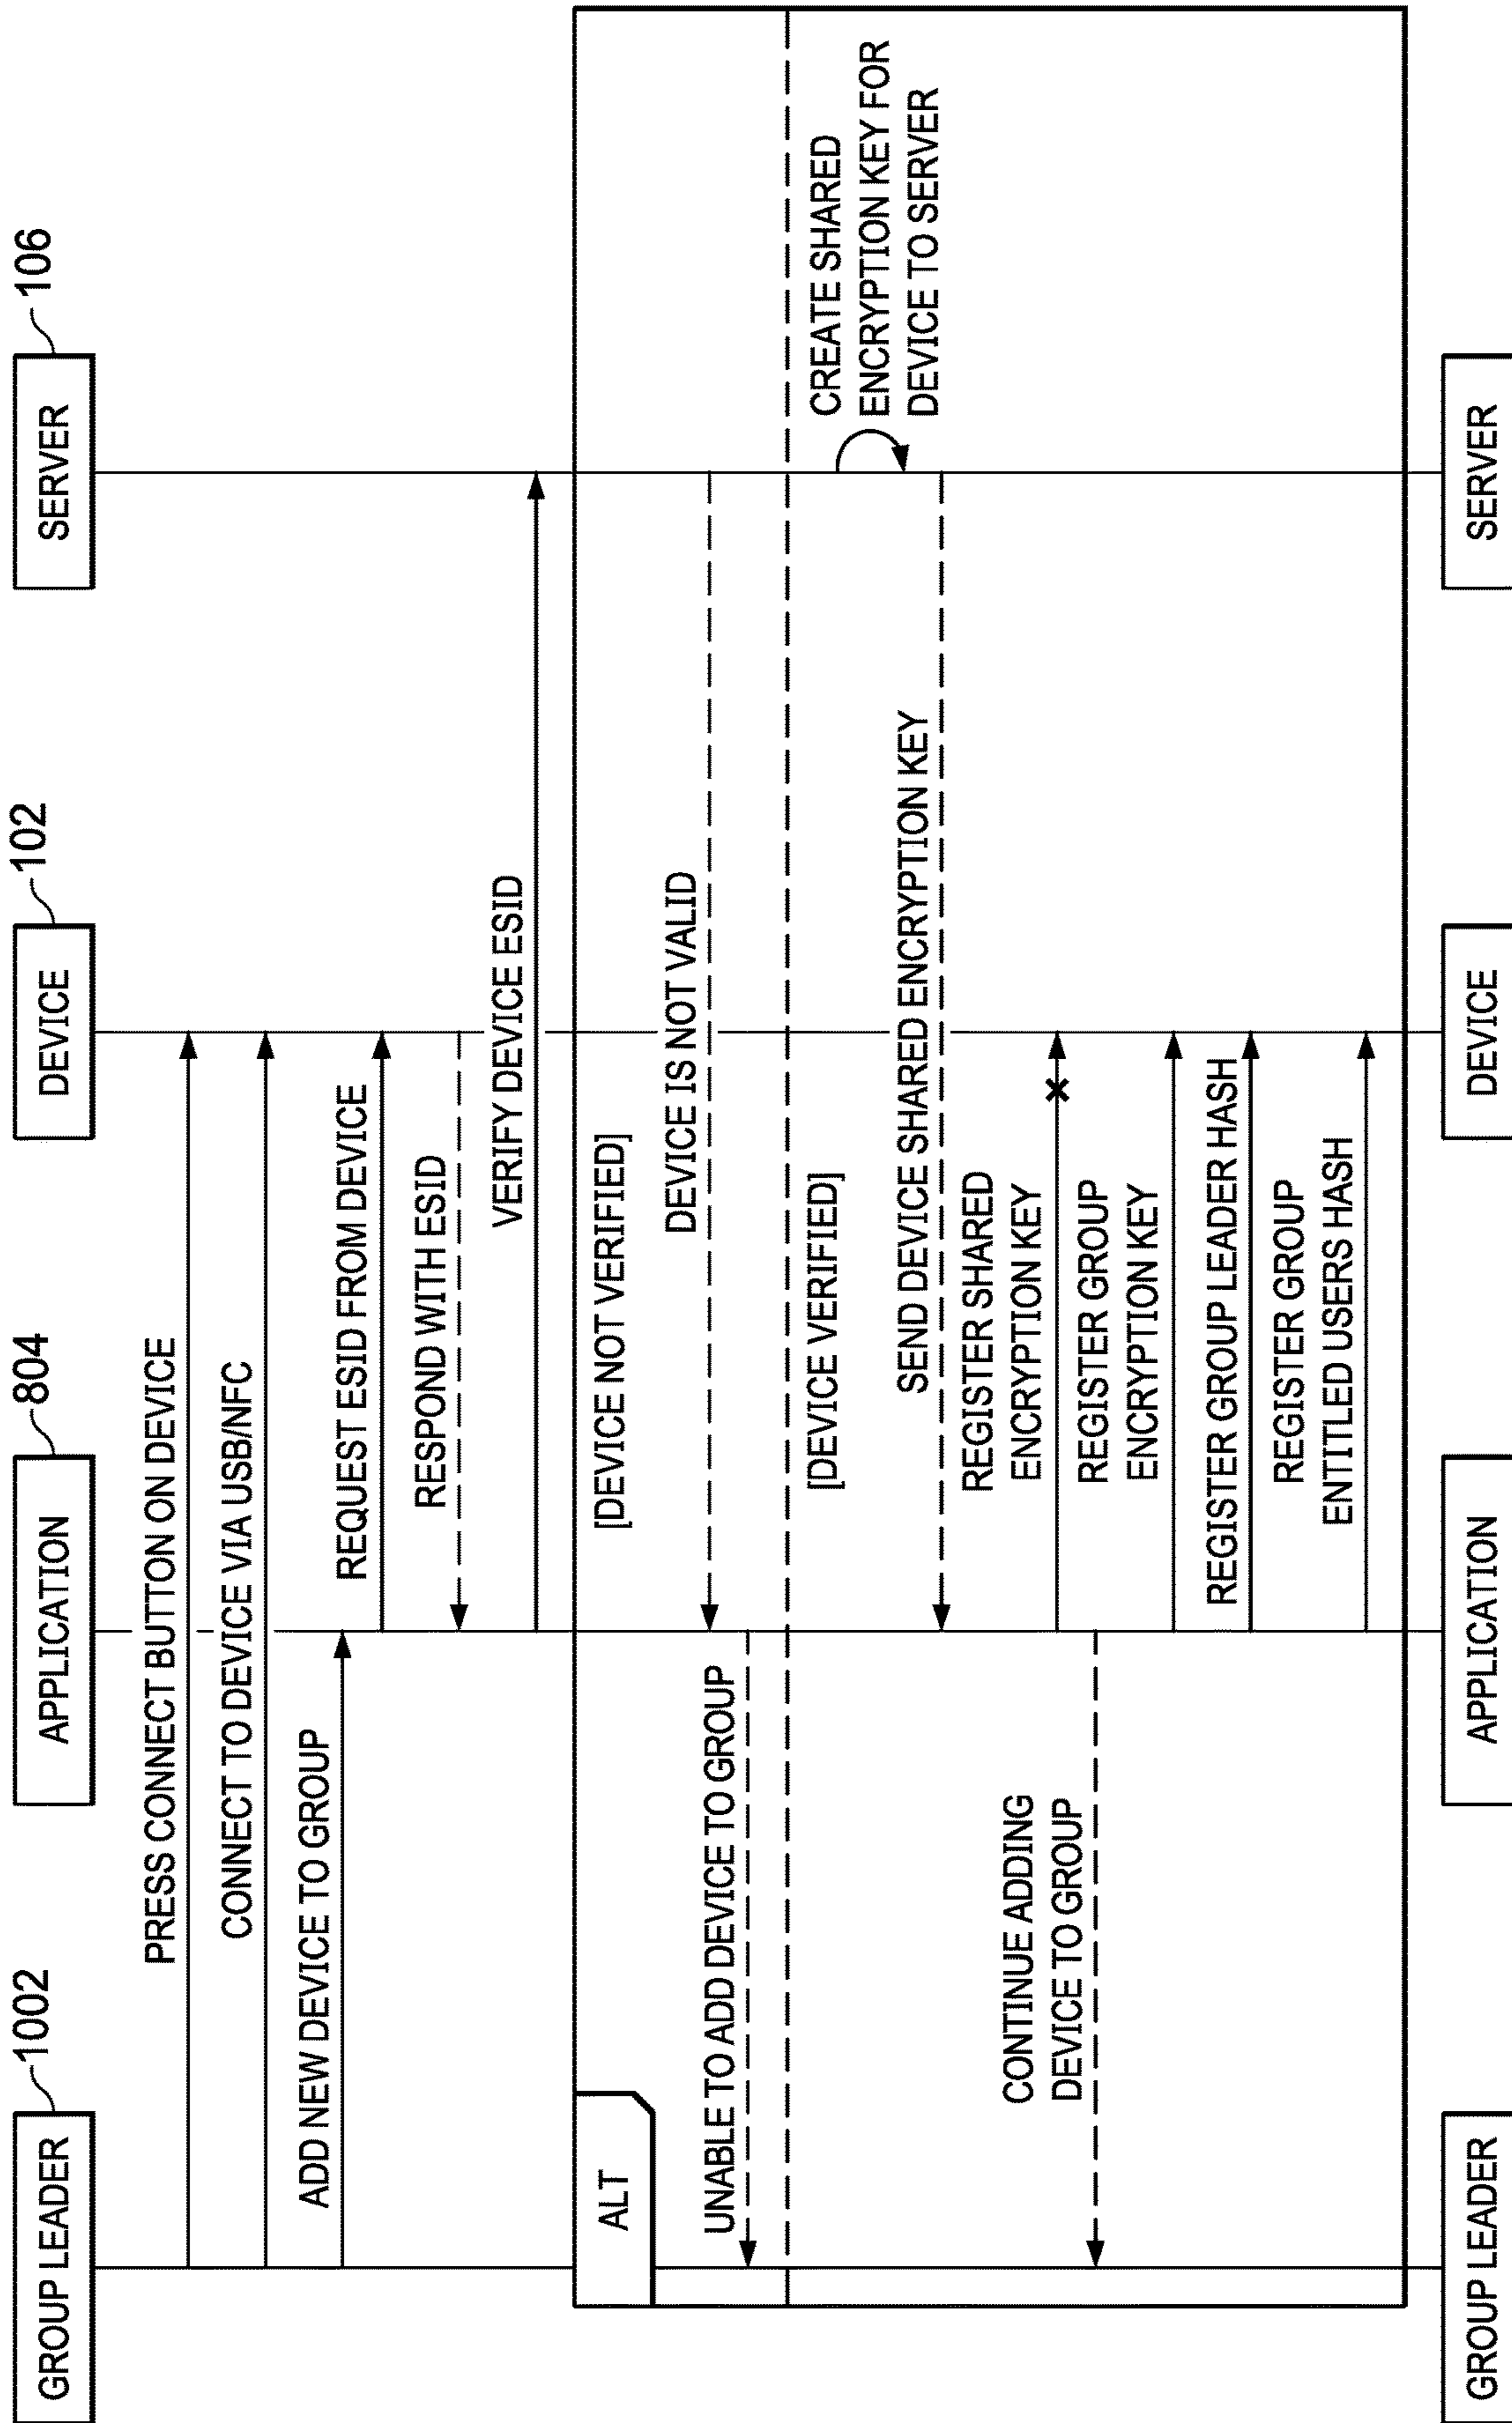 GROUP LEADER
1002
APPLICATION
804
DEVICE
102
SERVER
106
PRESS CONNECT BUTTON ON DEVICE
CONNECT TO DEVICE VIA USB/NFC
ADD NEW DEVICE TO GROUP
REQUEST ESID FROM DEVICE
RESPOND WITH ESID
VERIFY DEVICE ESID
ALT
[DEVICE NOT VERIFIED]
DEVICE IS NOT VALID
UNABLE TO ADD DEVICE TO GROUP
[DEVICE VERIFIED]
CREATE SHARED
ENCRYPTION KEY FOR
DEVICE TO SERVER
SEND DEVICE SHARED ENCRYPTION KEY
REGISTER SHARED
ENCRYPTION KEY
CONTINUE ADDING
DEVICE TO GROUP
REGISTER GROUP
ENCRYPTION KEY
REGISTER GROUP LEADER HASH
REGISTER GROUP
ENTITLED USERS HASH
GROUP LEADER
APPLICATION
DEVICE
SERVER